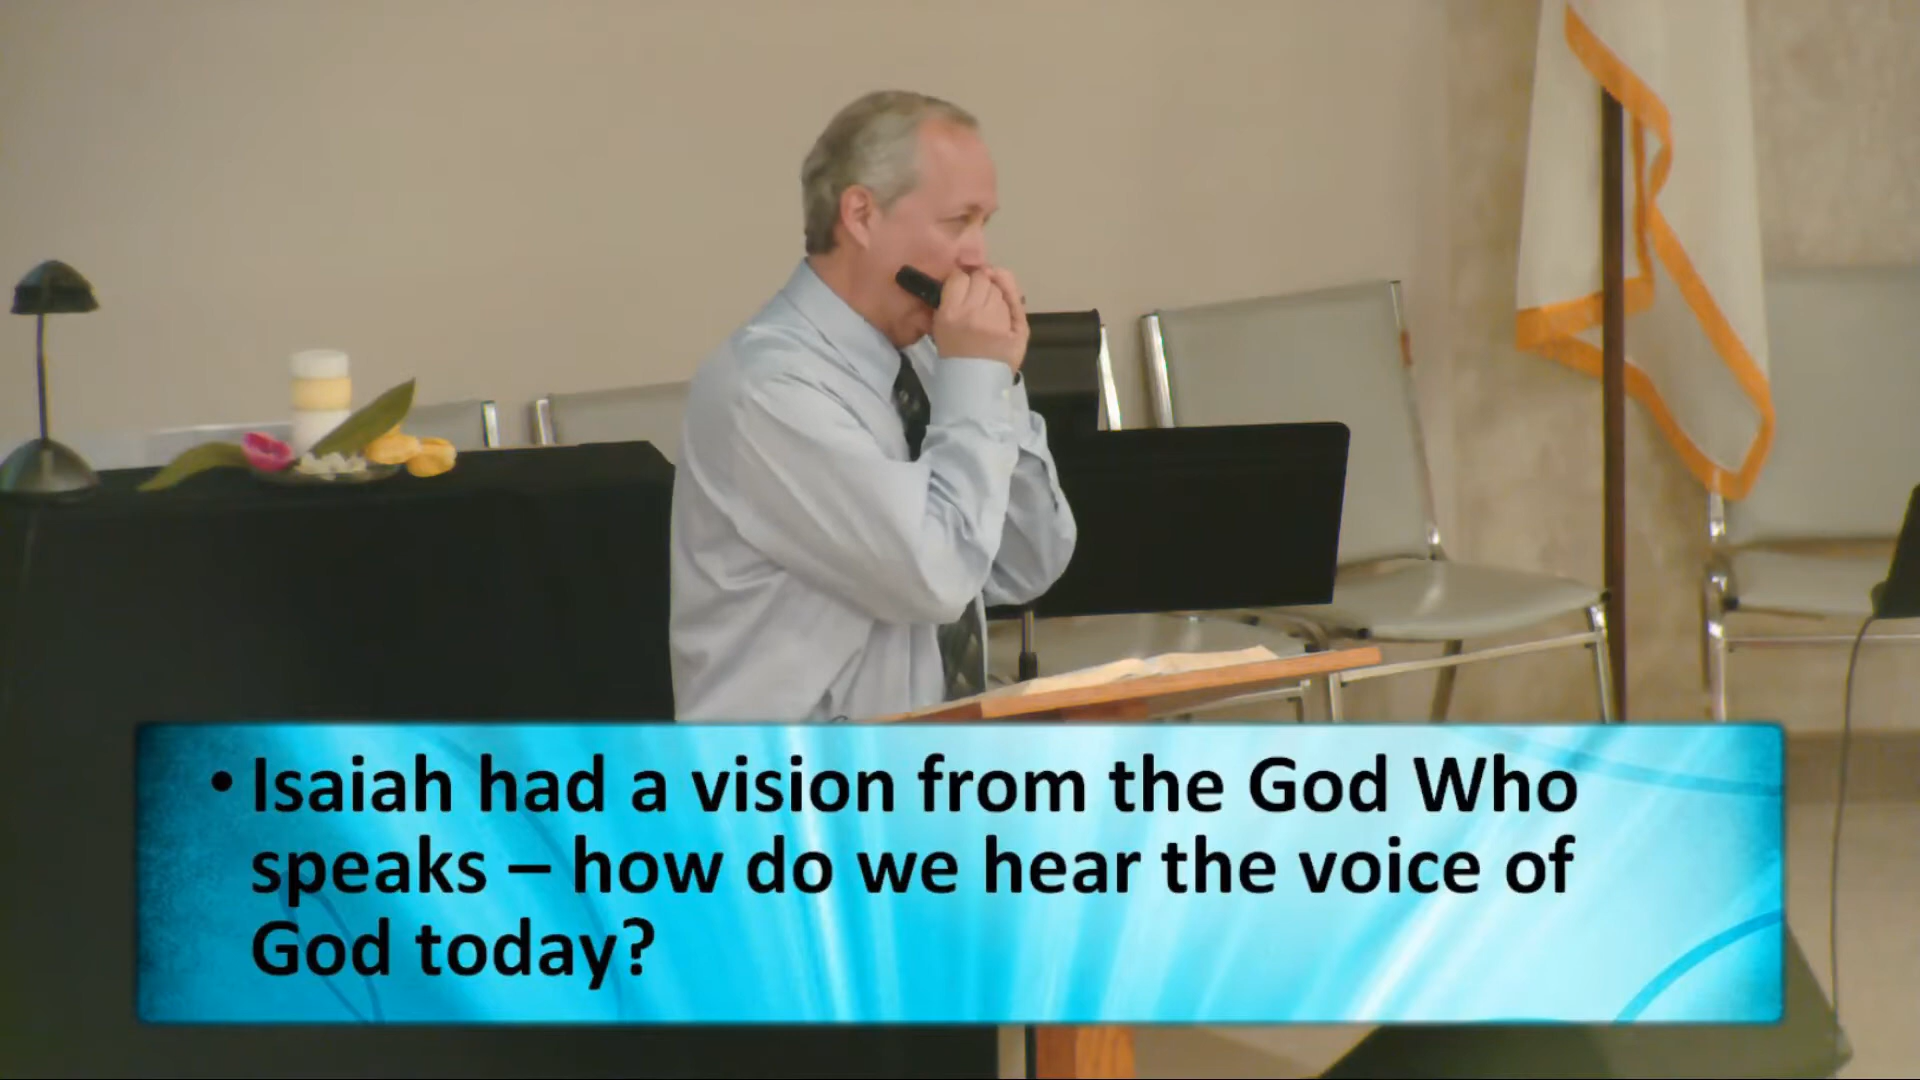 • Isaiah had a vision from the God Who
speaks – how do we hear the voice of
God today?